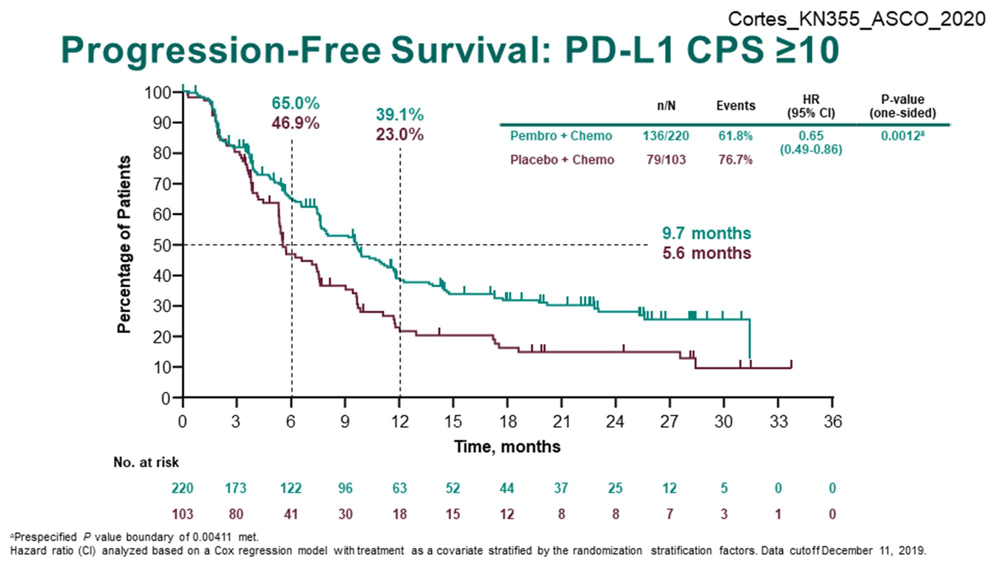 Cortes_KN355_ASCO_2020
Progression-Free Survival: PD-L1 CPS ≥10
Percentage of Patients
100
90
80
70
60
50
40
30
20
10
0
65.0%
46.9%
39.1%
23.0%
n/N Events HR (95% CI) P-value (one-sided)
Pembro + Chemo 136/220 61.8% 0.65 (0.49-0.86) 0.0012ᵃ
Placebo + Chemo 79/103 76.7%
9.7 months
5.6 months
0 3 6 9 12 15 18 21 24 27 30 33 36
Time, months
No. at risk
220 173 122 96 63 52 44 37 25 12 5 0 0
103 80 41 30 18 15 12 8 8 7 3 1 0
ᵃPrespecified P value boundary of 0.00411 met.
Hazard ratio (CI) analyzed based on a Cox regression model with treatment as a covariate stratified by the randomization stratification factors. Data cutoff December 11, 2019.